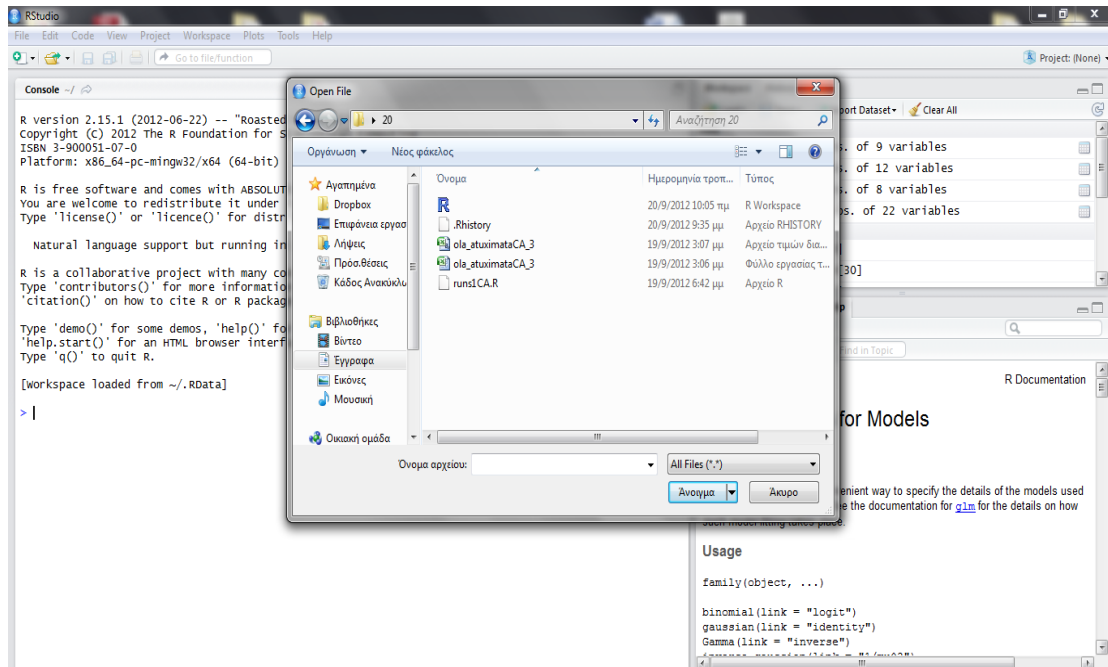 RStudio
File Edit Code View Project Workspace Plots Tools Help
Go to file/function
Project: (None)
Console ~/
R version 2.15.1 (2012-06-22) -- "Roasted
Copyright (C) 2012 The R Foundation for S
ISBN 3-900051-07-0
Platform: x86_64-pc-mingw32/x64 (64-bit)
R is free software and comes with ABSOLUT
You are welcome to redistribute it under
Type 'license()' or 'licence()' for distr
Natural language support but running in
R is a collaborative project with many co
Type 'contributors()' for more informatio
'citation()' on how to cite R or R packag
Type 'demo()' for some demos, 'help()' fo
'help.start()' for an HTML browser interf
Type 'q()' to quit R.
[Workspace loaded from ~/.RData]
>
Open File
20
Αναζήτηση 20
Οργάνωση Νέος φάκελος
Αγαπημένα
Dropbox
Επιφάνεια εργασ
Λήψεις
Πρόσ.θέσεις
Κάδος Ανακύκλω
Βιβλιοθήκες
Βίντεο
Έγγραφα
Εικόνες
Μουσική
Οικιακή ομάδα
Όνομα Ημερομηνία τροπ... Τύπος
20/9/2012 10:05 πμ R Workspace
.Rhistory 20/9/2012 9:35 μμ Αρχείο RHISTORY
ola_atuximataCA_3 19/9/2012 3:07 μμ Αρχείο τιμών δια...
ola_atuximataCA_3 19/9/2012 3:06 μμ Φύλλο εργασίας τ...
runs1CA.R 19/9/2012 6:42 μμ Αρχείο R
Όνομα αρχείου: All Files (*.*)
Άνοιγμα Άκυρο
port Dataset Clear All
s. of 9 variables
. of 12 variables
s. of 8 variables
bs. of 22 variables
[30]
p
Find in Topic
R Documentation
for Models
enient way to specify the details of the models used
ee the documentation for glm for the details on how
such model fitting takes place.
Usage
family(object, ...)
binomial(link = "logit")
gaussian(link = "identity")
Gamma(link = "inverse")